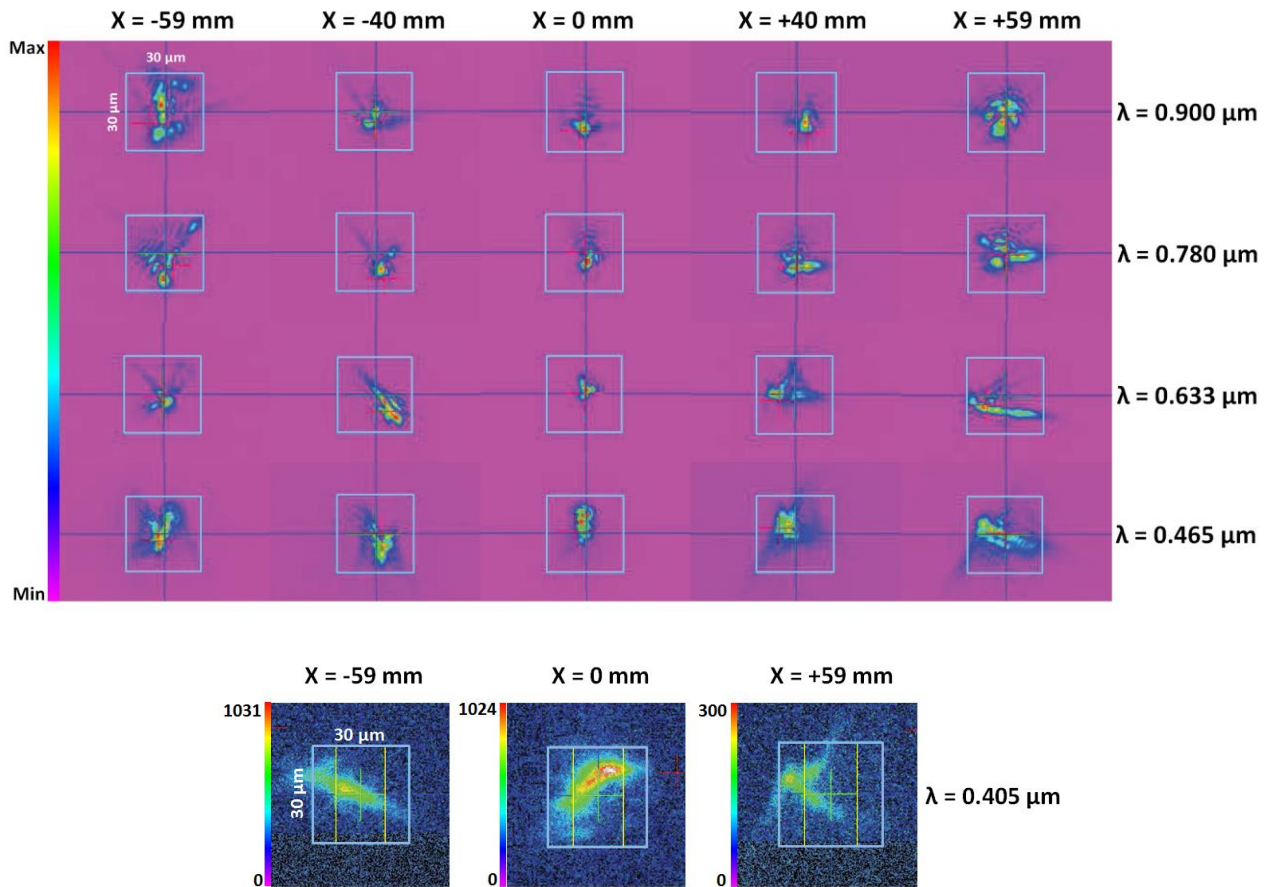 X = -59 mm X = -40 mm X = 0 mm X = +40 mm X = +59 mm
Max
30 µm
30 µm
λ = 0.900 µm
λ = 0.780 µm
λ = 0.633 µm
λ = 0.465 µm
Min
X = -59 mm X = 0 mm X = +59 mm
1031 1024 300
30 µm
30 µm
λ = 0.405 µm
0 0 0